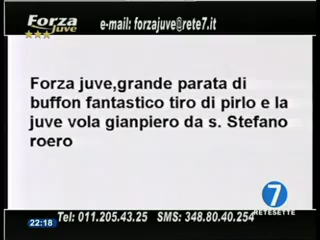 Forza
juve
e-mail: forzajuve@rete7.it
Forza juve,grande parata di
buffon fantastico tiro di pirlo e la
juve vola gianpiero da s. Stefano
roero
7
RETESETTE
22:18
Tel: 011.205.43.25 SMS: 348.80.40.254